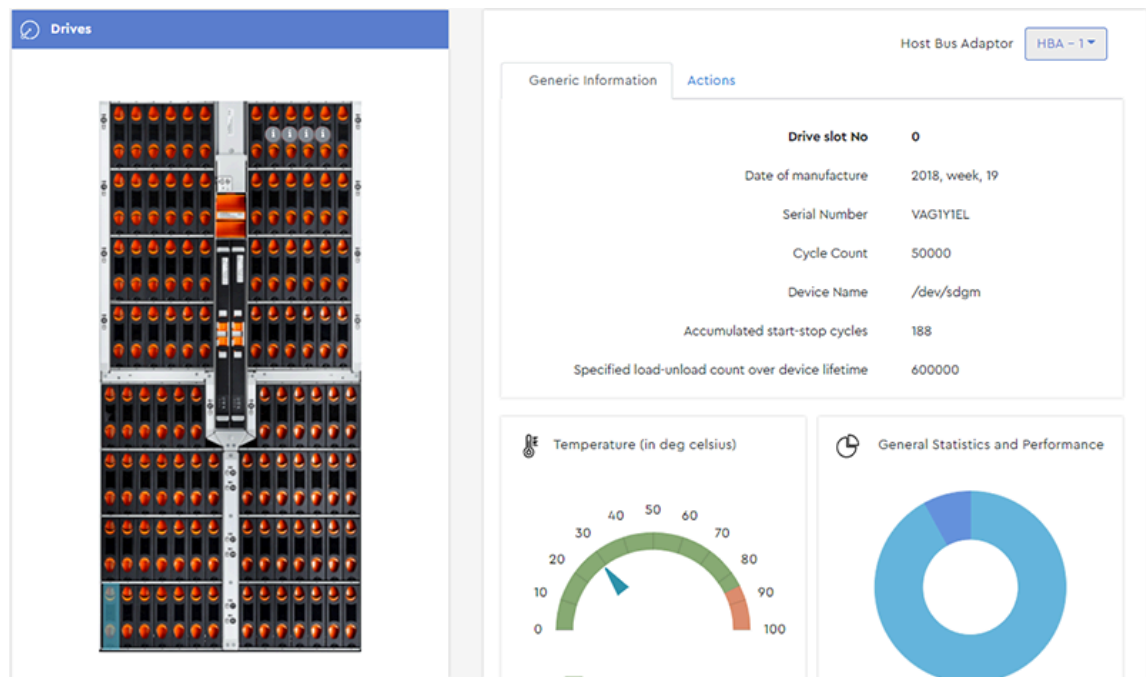 Drives
Host Bus Adaptor HBA – 1
Generic Information Actions
Drive slot No 0
Date of manufacture 2018, week, 19
Serial Number VAG1Y1EL
Cycle Count 50000
Device Name /dev/sdgm
Accumulated start-stop cycles 188
Specified load-unload count over device lifetime 600000
Temperature (in deg celsius)
0
10
20
30
40
50
60
70
80
90
100
General Statistics and Performance